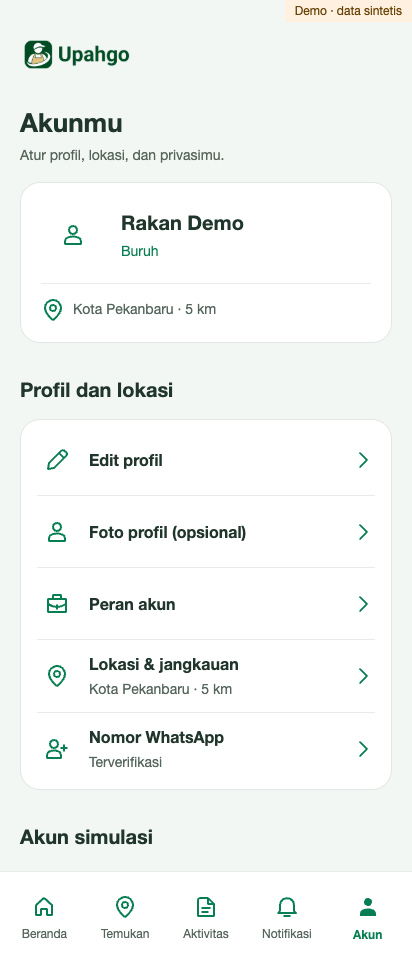 Demo · data sintetis
Upahgo
Akunmu
Atur profil, lokasi, dan privasimu.
Rakan Demo
Buruh
Kota Pekanbaru · 5 km
Profil dan lokasi
Edit profil
Foto profil (opsional)
Peran akun
Lokasi & jangkauan
Kota Pekanbaru · 5 km
Nomor WhatsApp
Terverifikasi
Akun simulasi
Beranda
Temukan
Aktivitas
Notifikasi
Akun